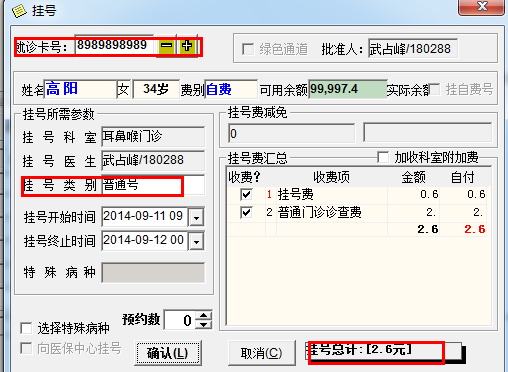 挂号
就诊卡号: 8989898989 绿色通道 批准人: 武占峰/180288
姓名 高阳 女 34岁 费别 自费 可用余额 99,997.4 实际余额 挂自费号
挂号所需参数
挂号科室 耳鼻喉门诊
挂号医生 武占峰/180288
挂号类别 普通号
挂号开始时间 2014-09-11 09
挂号终止时间 2014-09-12 00
特殊病种
选择特殊病种
预约数 0
向医保中心挂号
确认(L)
挂号费减免
0
挂号费汇总 加收科室附加费
收费? 收费项 金额 自付
1 挂号费 0.6 0.6
2 普通门诊诊查费 2. 2.
2.6 2.6
取消(C)
挂号总计:[2.6元]